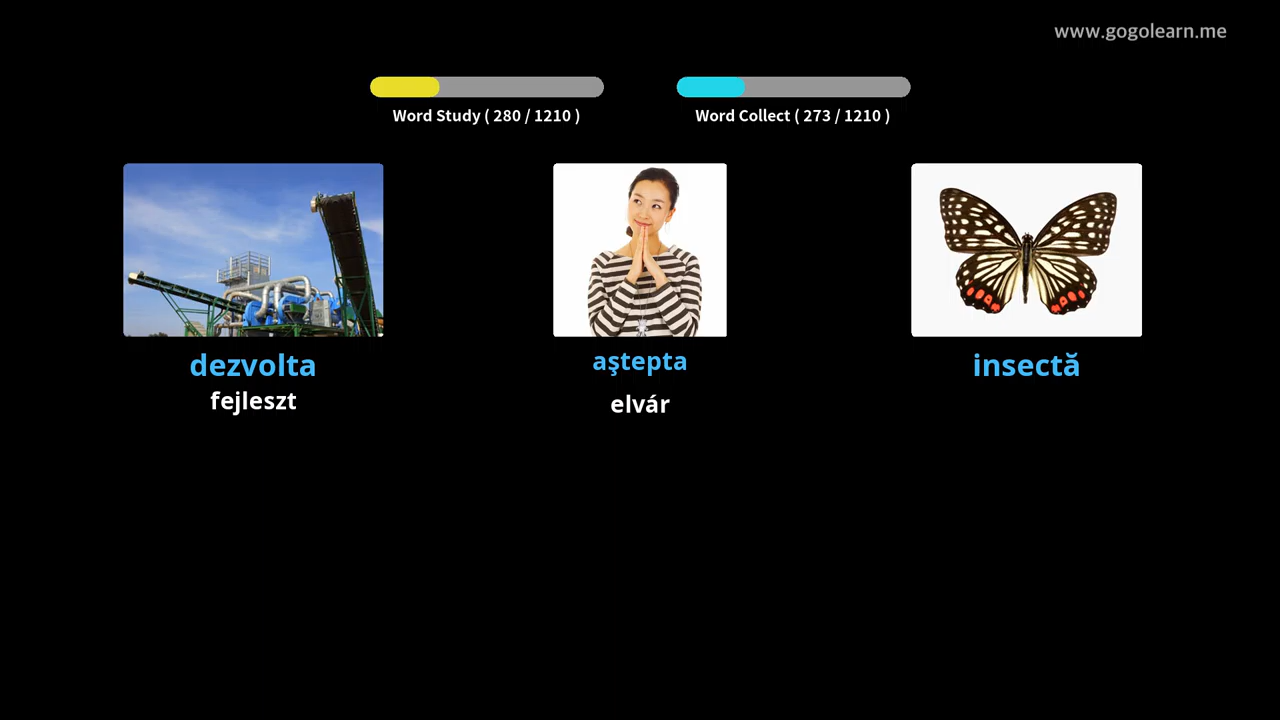 www.gogolearn.me
Word Study ( 280 / 1210 )
Word Collect ( 273 / 1210 )
dezvolta
fejleszt
aştepta
elvár
insectă